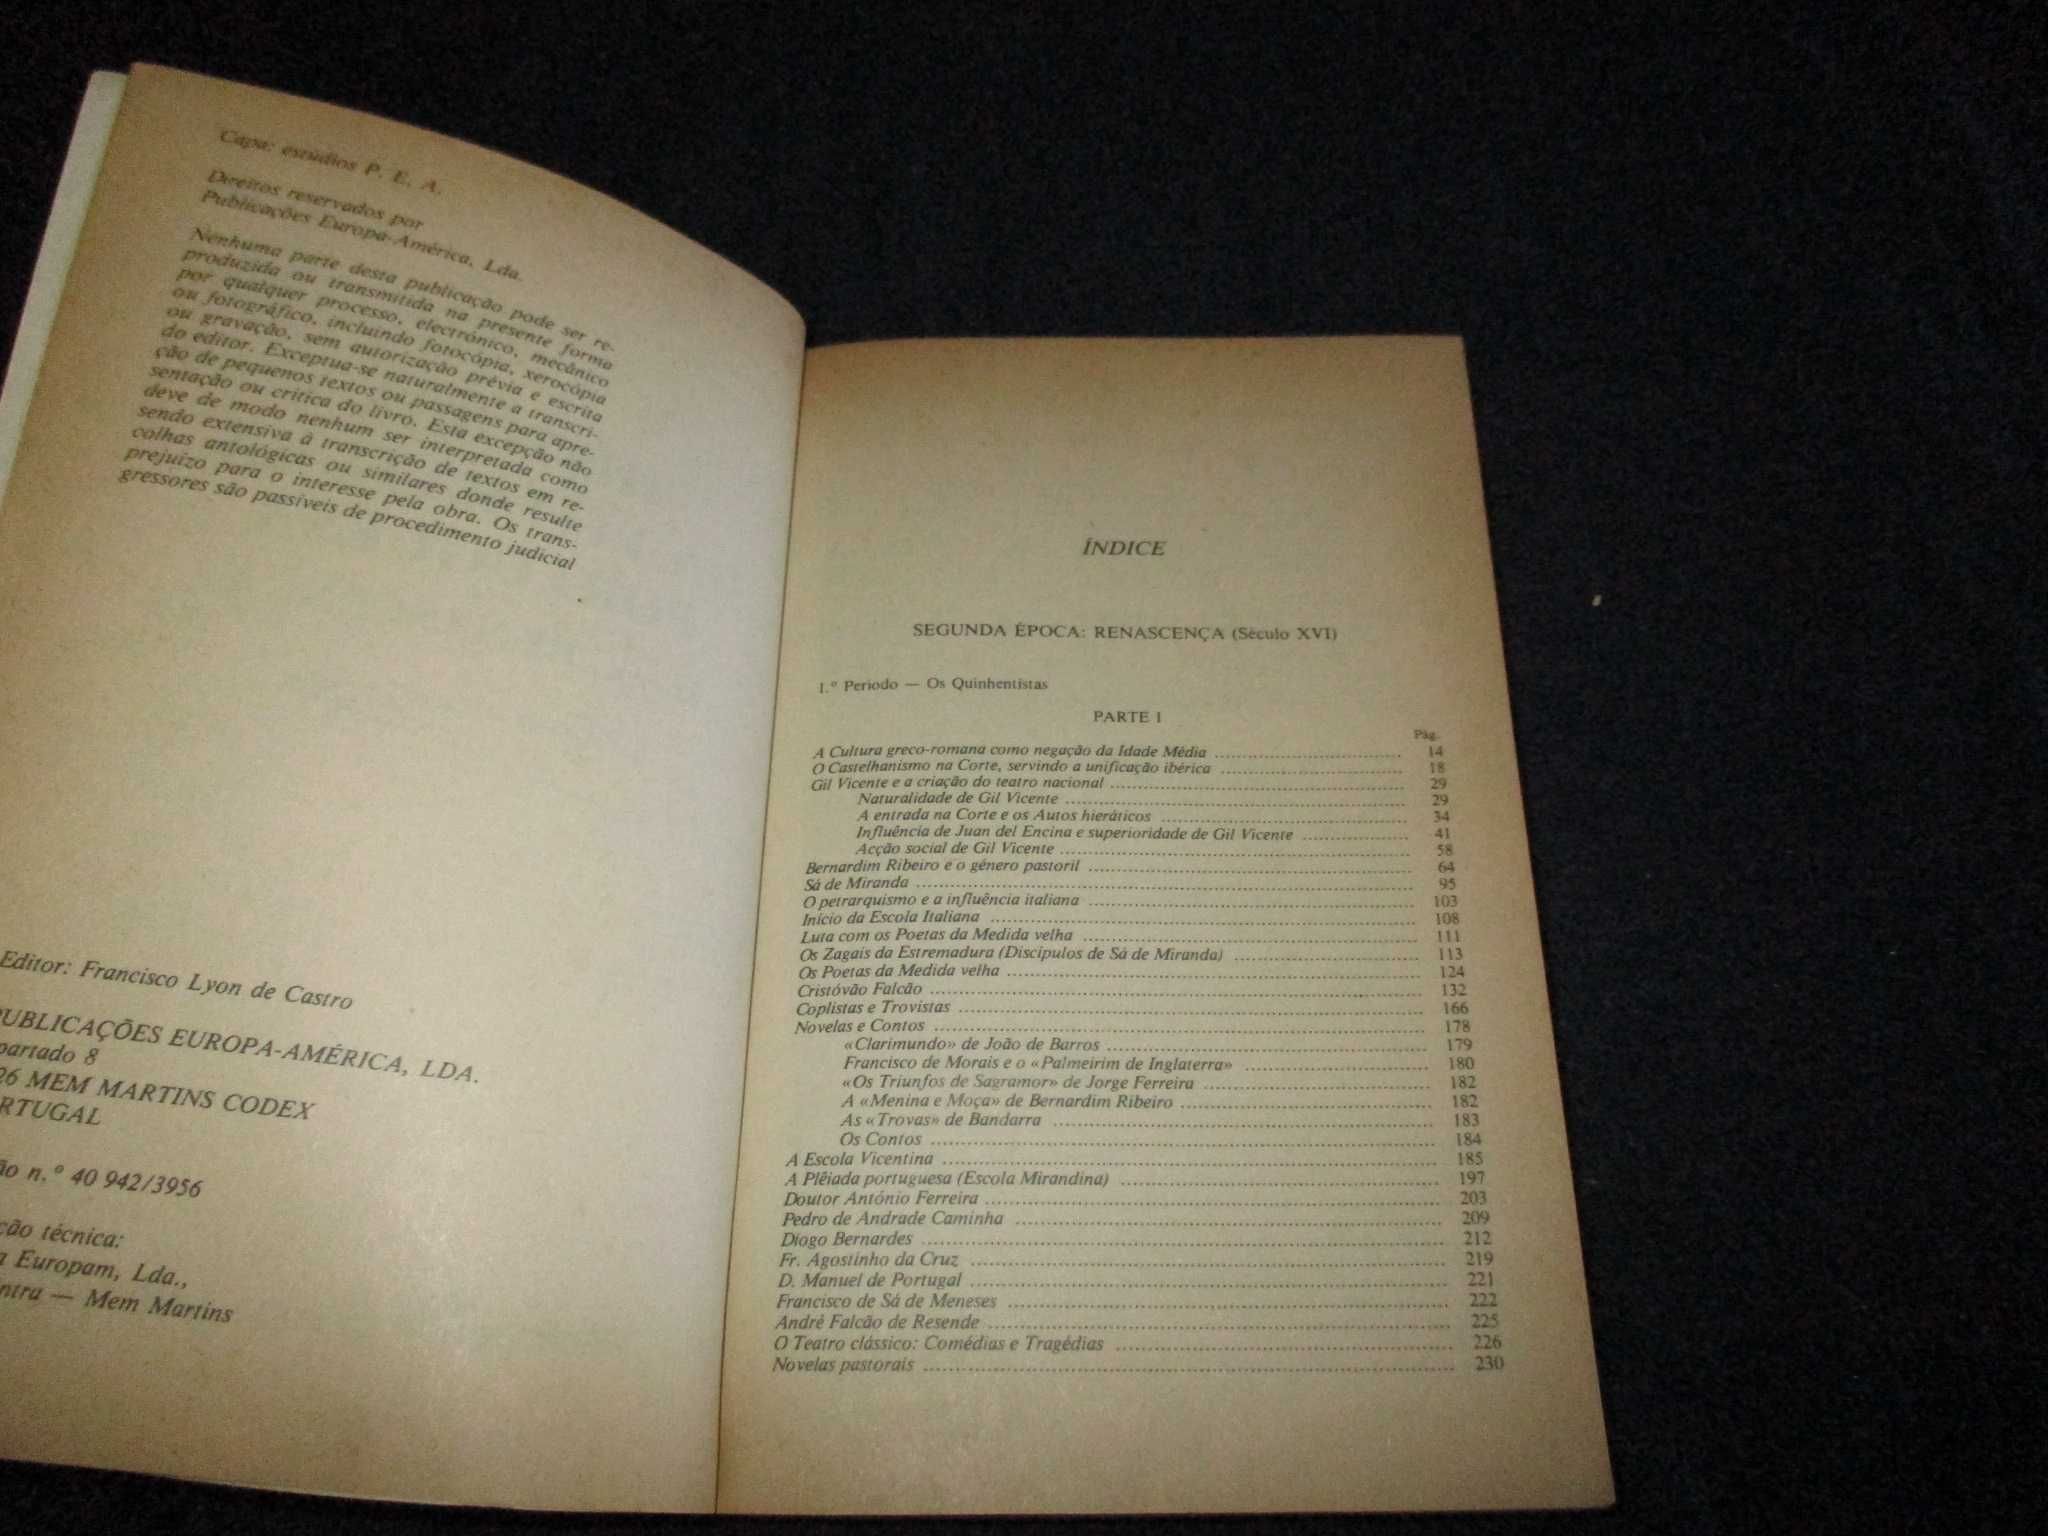 Capa: estúdios P. E. A.
Direitos reservados por
Publicações Europa-América, Lda.
Nenhuma parte desta publicação pode ser re-
produzida ou transmitida na presente forma
por qualquer processo, electrónico, mecânico
ou fotográfico, incluindo fotocópia, xerocópia
ou gravação, sem autorização prévia e escrita
do editor. Exceptua-se naturalmente a transcri-
ção de pequenos textos ou passagens para apre-
sentação ou crítica do livro. Esta excepção não
deve de modo nenhum ser interpretada como
sendo extensiva à transcrição de textos em re-
colhas antológicas ou similares donde resulte
prejuízo para o interesse pela obra. Os trans-
gressores são passíveis de procedimento judicial
Editor: Francisco Lyon de Castro
PUBLICAÇÕES EUROPA-AMÉRICA, LDA.
partado 8
26 MEM MARTINS CODEX
RTUGAL
ão n.º 40 942/3956
ção técnica:
a Europam, Lda.,
ntra — Mem Martins
ÍNDICE
SEGUNDA ÉPOCA: RENASCENÇA (Século XVI)
1.º Período — Os Quinhentistas
PARTE I
Pág.
A Cultura greco-romana como negação da Idade Média 14
O Castelhanismo na Corte, servindo a unificação ibérica 18
Gil Vicente e a criação do teatro nacional 29
Naturalidade de Gil Vicente 29
A entrada na Corte e os Autos hieráticos 34
Influência de Juan del Encina e superioridade de Gil Vicente 41
Acção social de Gil Vicente 58
Bernardim Ribeiro e o género pastoril 64
Sá de Miranda 95
O petrarquismo e a influência italiana 103
Início da Escola Italiana 108
Luta com os Poetas da Medida velha 111
Os Zagais da Estremadura (Discípulos de Sá de Miranda) 113
Os Poetas da Medida velha 124
Cristóvão Falcão 132
Coplistas e Trovistas 166
Novelas e Contos 178
«Clarimundo» de João de Barros 179
Francisco de Morais e o «Palmeirim de Inglaterra» 180
«Os Triunfos de Sagramor» de Jorge Ferreira 182
A «Menina e Moça» de Bernardim Ribeiro 182
As «Trovas» de Bandarra 183
Os Contos 184
A Escola Vicentina 185
A Plêiada portuguesa (Escola Mirandina) 197
Doutor António Ferreira 203
Pedro de Andrade Caminha 209
Diogo Bernardes 212
Fr. Agostinho da Cruz 219
D. Manuel de Portugal 221
Francisco de Sá de Meneses 222
André Falcão de Resende 225
O Teatro clássico: Comédias e Tragédias 226
Novelas pastorais 230